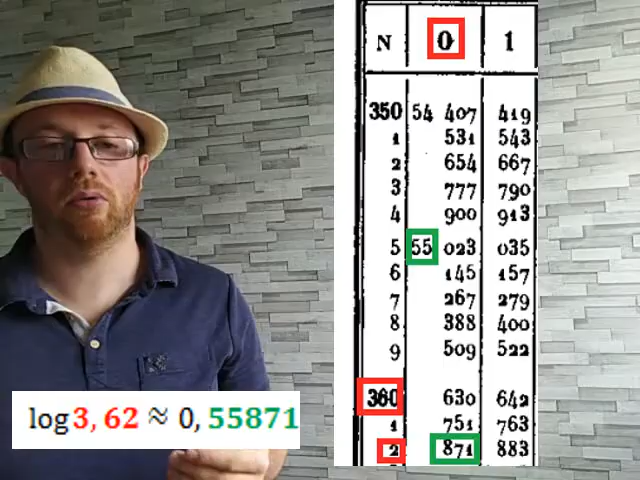 N 0 1
350 54 407 419
1 531 543
2 654 667
3 777 790
4 900 913
5 55 023 035
6 145 157
7 267 279
8 388 400
9 509 522
360 630 642
1 751 763
2 871 883
log 3, 62 ≈ 0, 55871